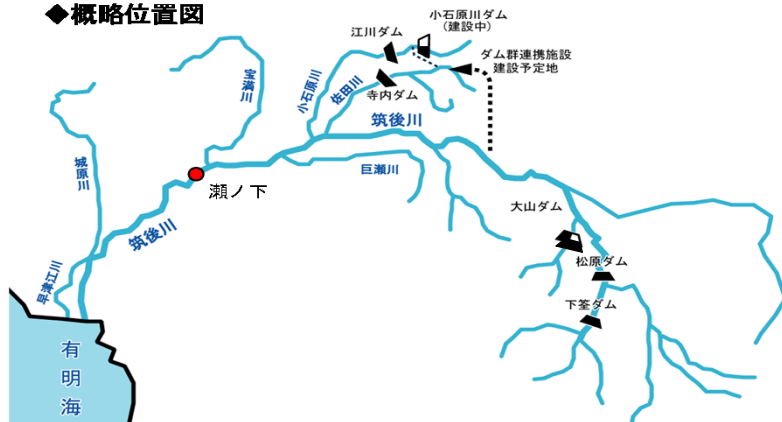 ◆概略位置図
小石原川ダム
(建設中)
江川ダム
ダム群連携施設
建設予定地
宝満川
小石原川
佐田川
寺内ダム
筑後川
城原川
巨瀬川
瀬ノ下
大山ダム
筑後川
松原ダム
早津江川
下筌ダム
有明海